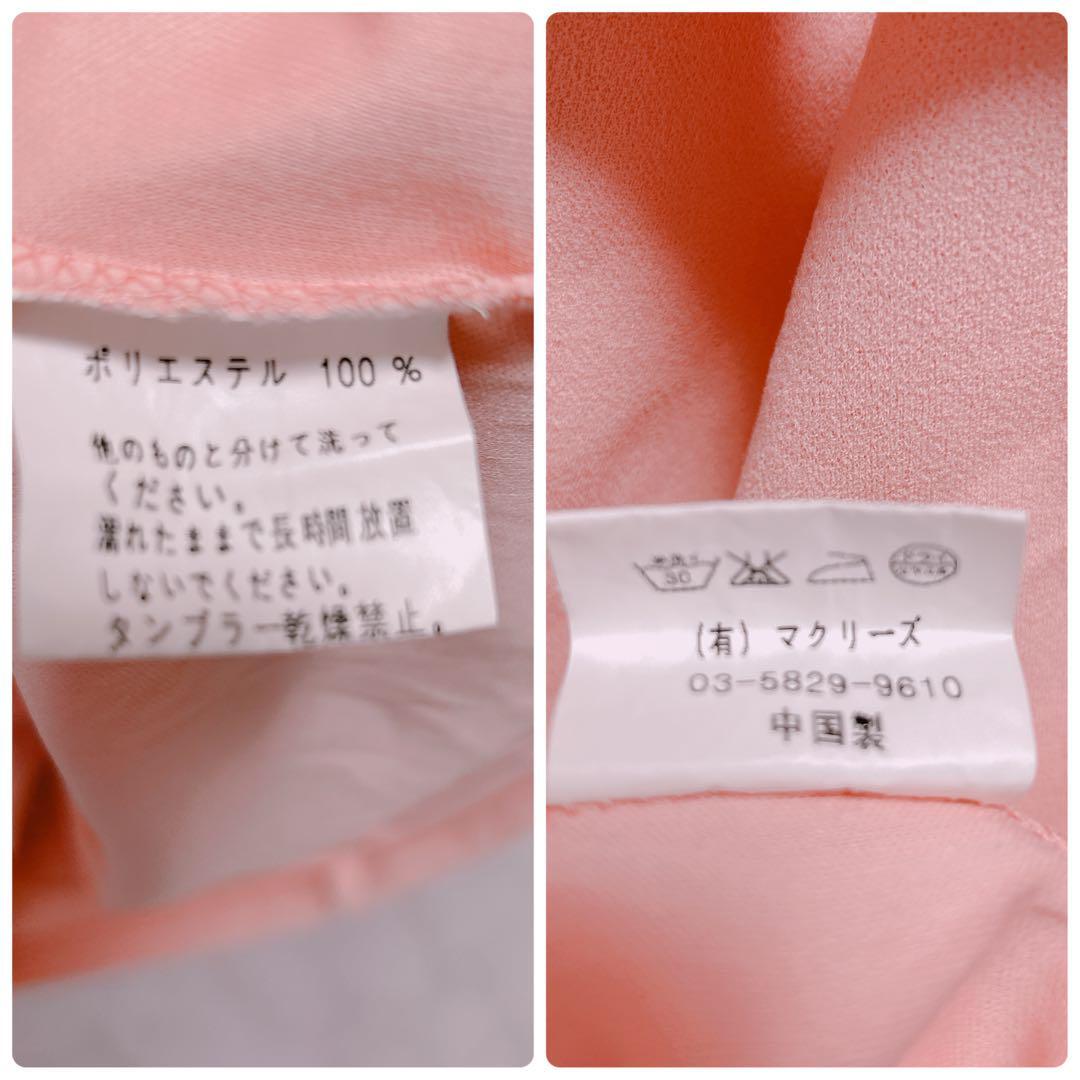 ポリエステル 100 %
他のものと分けて洗って
ください。
濡れたままで長時間放置
しないでください。
タンブラー乾燥禁止。
30
ドライ
(有) マクリーズ
03-5829-9610
中国製